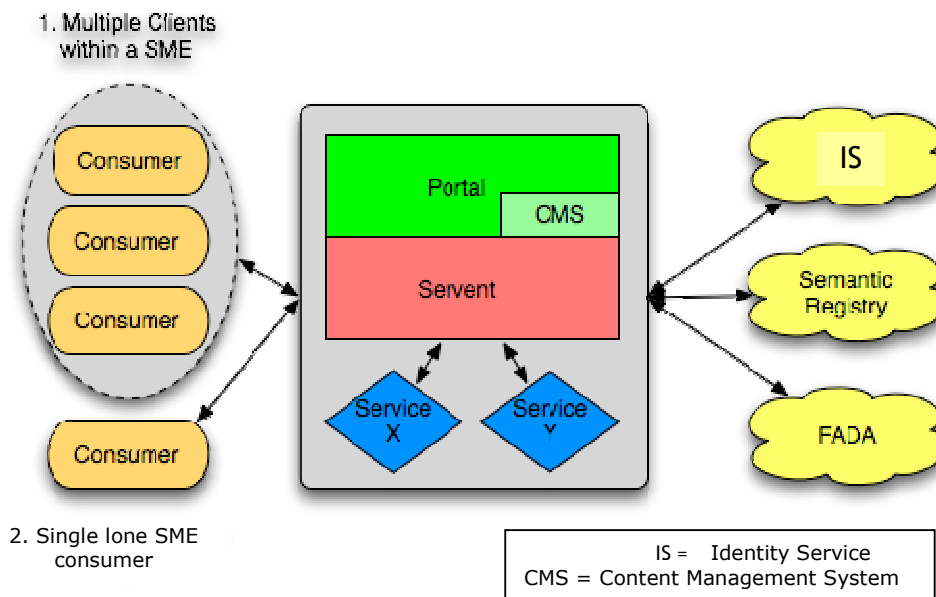 1. Multiple Clients
within a SME
Consumer
Consumer
Consumer
Consumer
2. Single lone SME
consumer
Portal
CMS
Servent
Service
X
Service
Y
IS
Semantic
Registry
FADA
IS = Identity Service
CMS = Content Management System